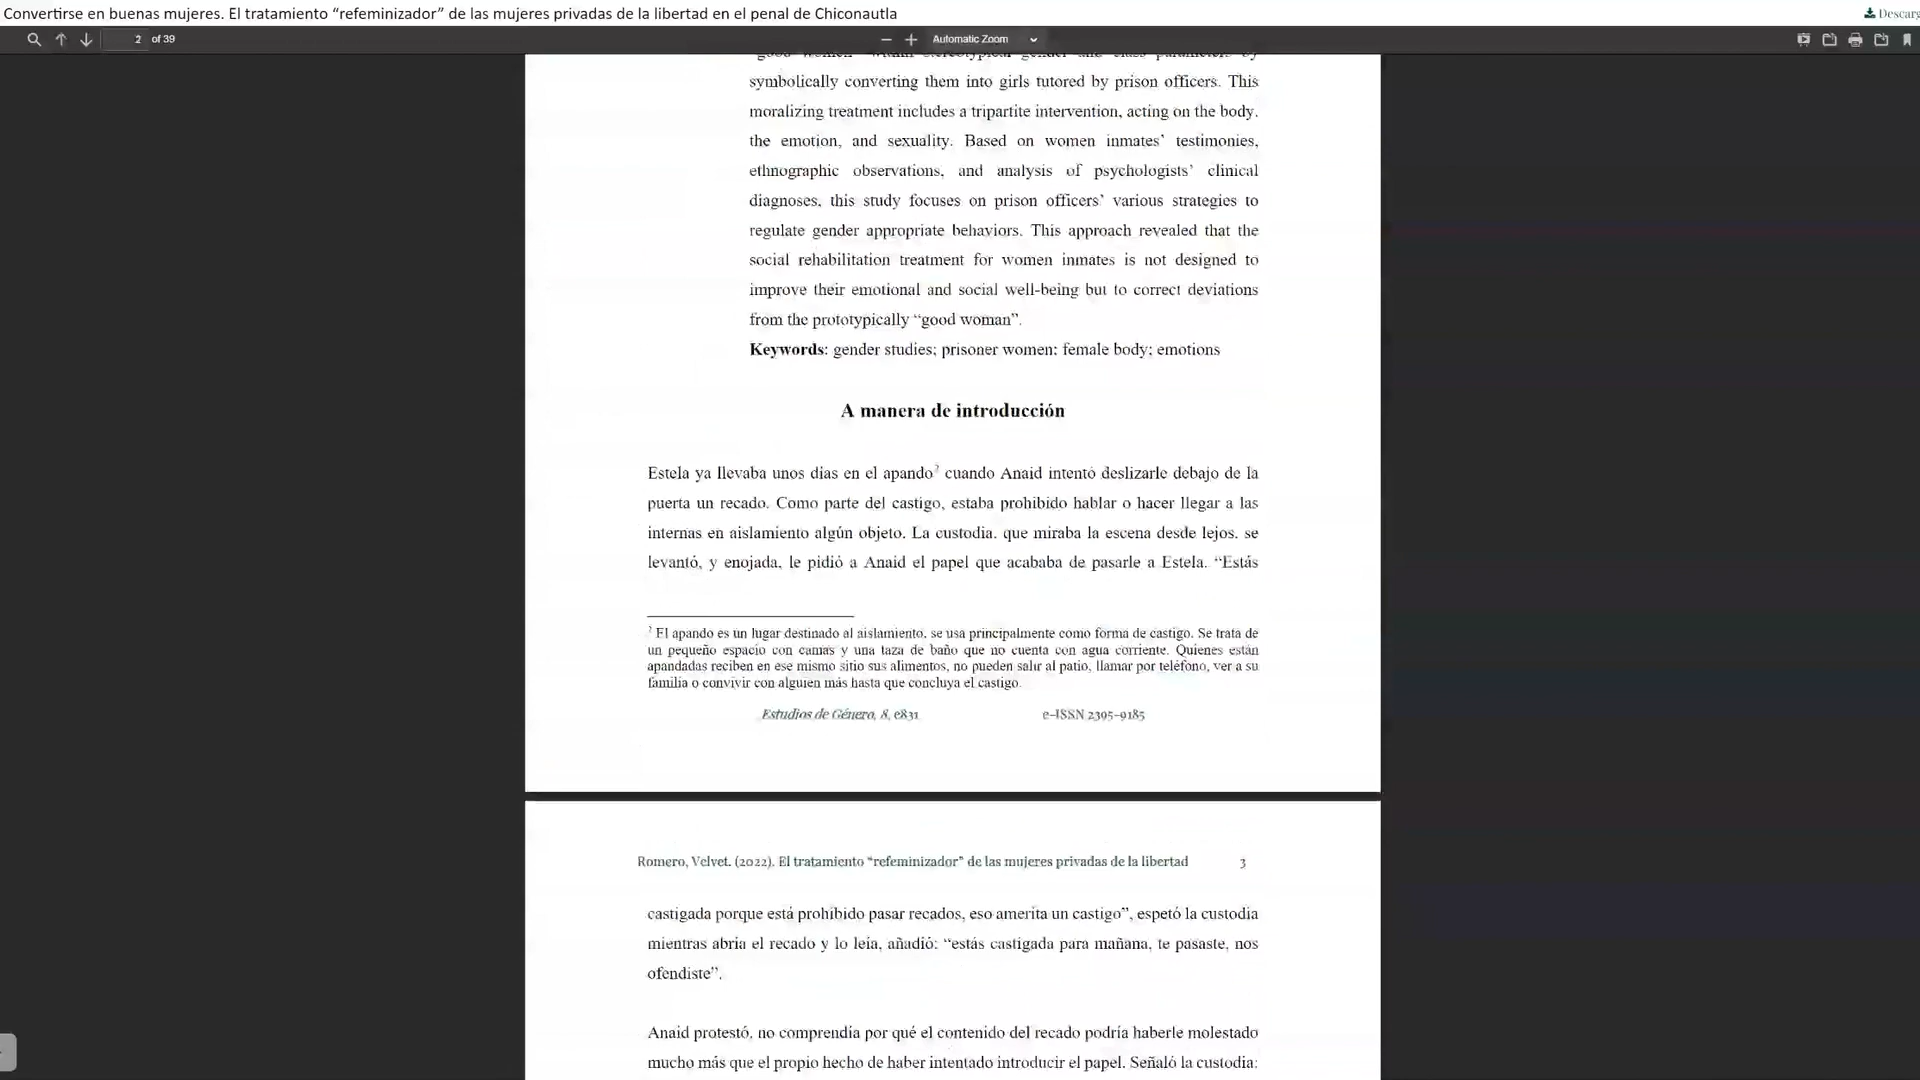 Convertirse en buenas mujeres. El tratamiento “refeminizador” de las mujeres privadas de la libertad en el penal de Chiconautla
Descarg
2 of 39
Automatic Zoom
“good women” within stereotypical gender and class parameters by
symbolically converting them into girls tutored by prison officers. This
moralizing treatment includes a tripartite intervention, acting on the body,
the emotion, and sexuality. Based on women inmates’ testimonies,
ethnographic observations, and analysis of psychologists’ clinical
diagnoses, this study focuses on prison officers’ various strategies to
regulate gender appropriate behaviors. This approach revealed that the
social rehabilitation treatment for women inmates is not designed to
improve their emotional and social well-being but to correct deviations
from the prototypically “good woman”.
Keywords: gender studies; prisoner women; female body; emotions
A manera de introducción
Estela ya llevaba unos días en el apando² cuando Anaid intentó deslizarle debajo de la
puerta un recado. Como parte del castigo, estaba prohibido hablar o hacer llegar a las
internas en aislamiento algún objeto. La custodia, que miraba la escena desde lejos, se
levantó, y enojada, le pidió a Anaid el papel que acababa de pasarle a Estela. “Estás
² El apando es un lugar destinado al aislamiento, se usa principalmente como forma de castigo. Se trata de
un pequeño espacio con camas y una taza de baño que no cuenta con agua corriente. Quienes están
apandadas reciben en ese mismo sitio sus alimentos, no pueden salir al patio, llamar por teléfono, ver a su
familia o convivir con alguien más hasta que concluya el castigo.
Estudios de Género, 8, e831 e-ISSN 2395-9185
Romero, Velvet. (2022). El tratamiento “refeminizador” de las mujeres privadas de la libertad 3
castigada porque está prohibido pasar recados, eso amerita un castigo”, espetó la custodia
mientras abría el recado y lo leía, añadió: “estás castigada para mañana, te pasaste, nos
ofendiste”.
Anaid protestó, no comprendía por qué el contenido del recado podría haberle molestado
mucho más que el propio hecho de haber intentado introducir el papel. Señaló la custodia: